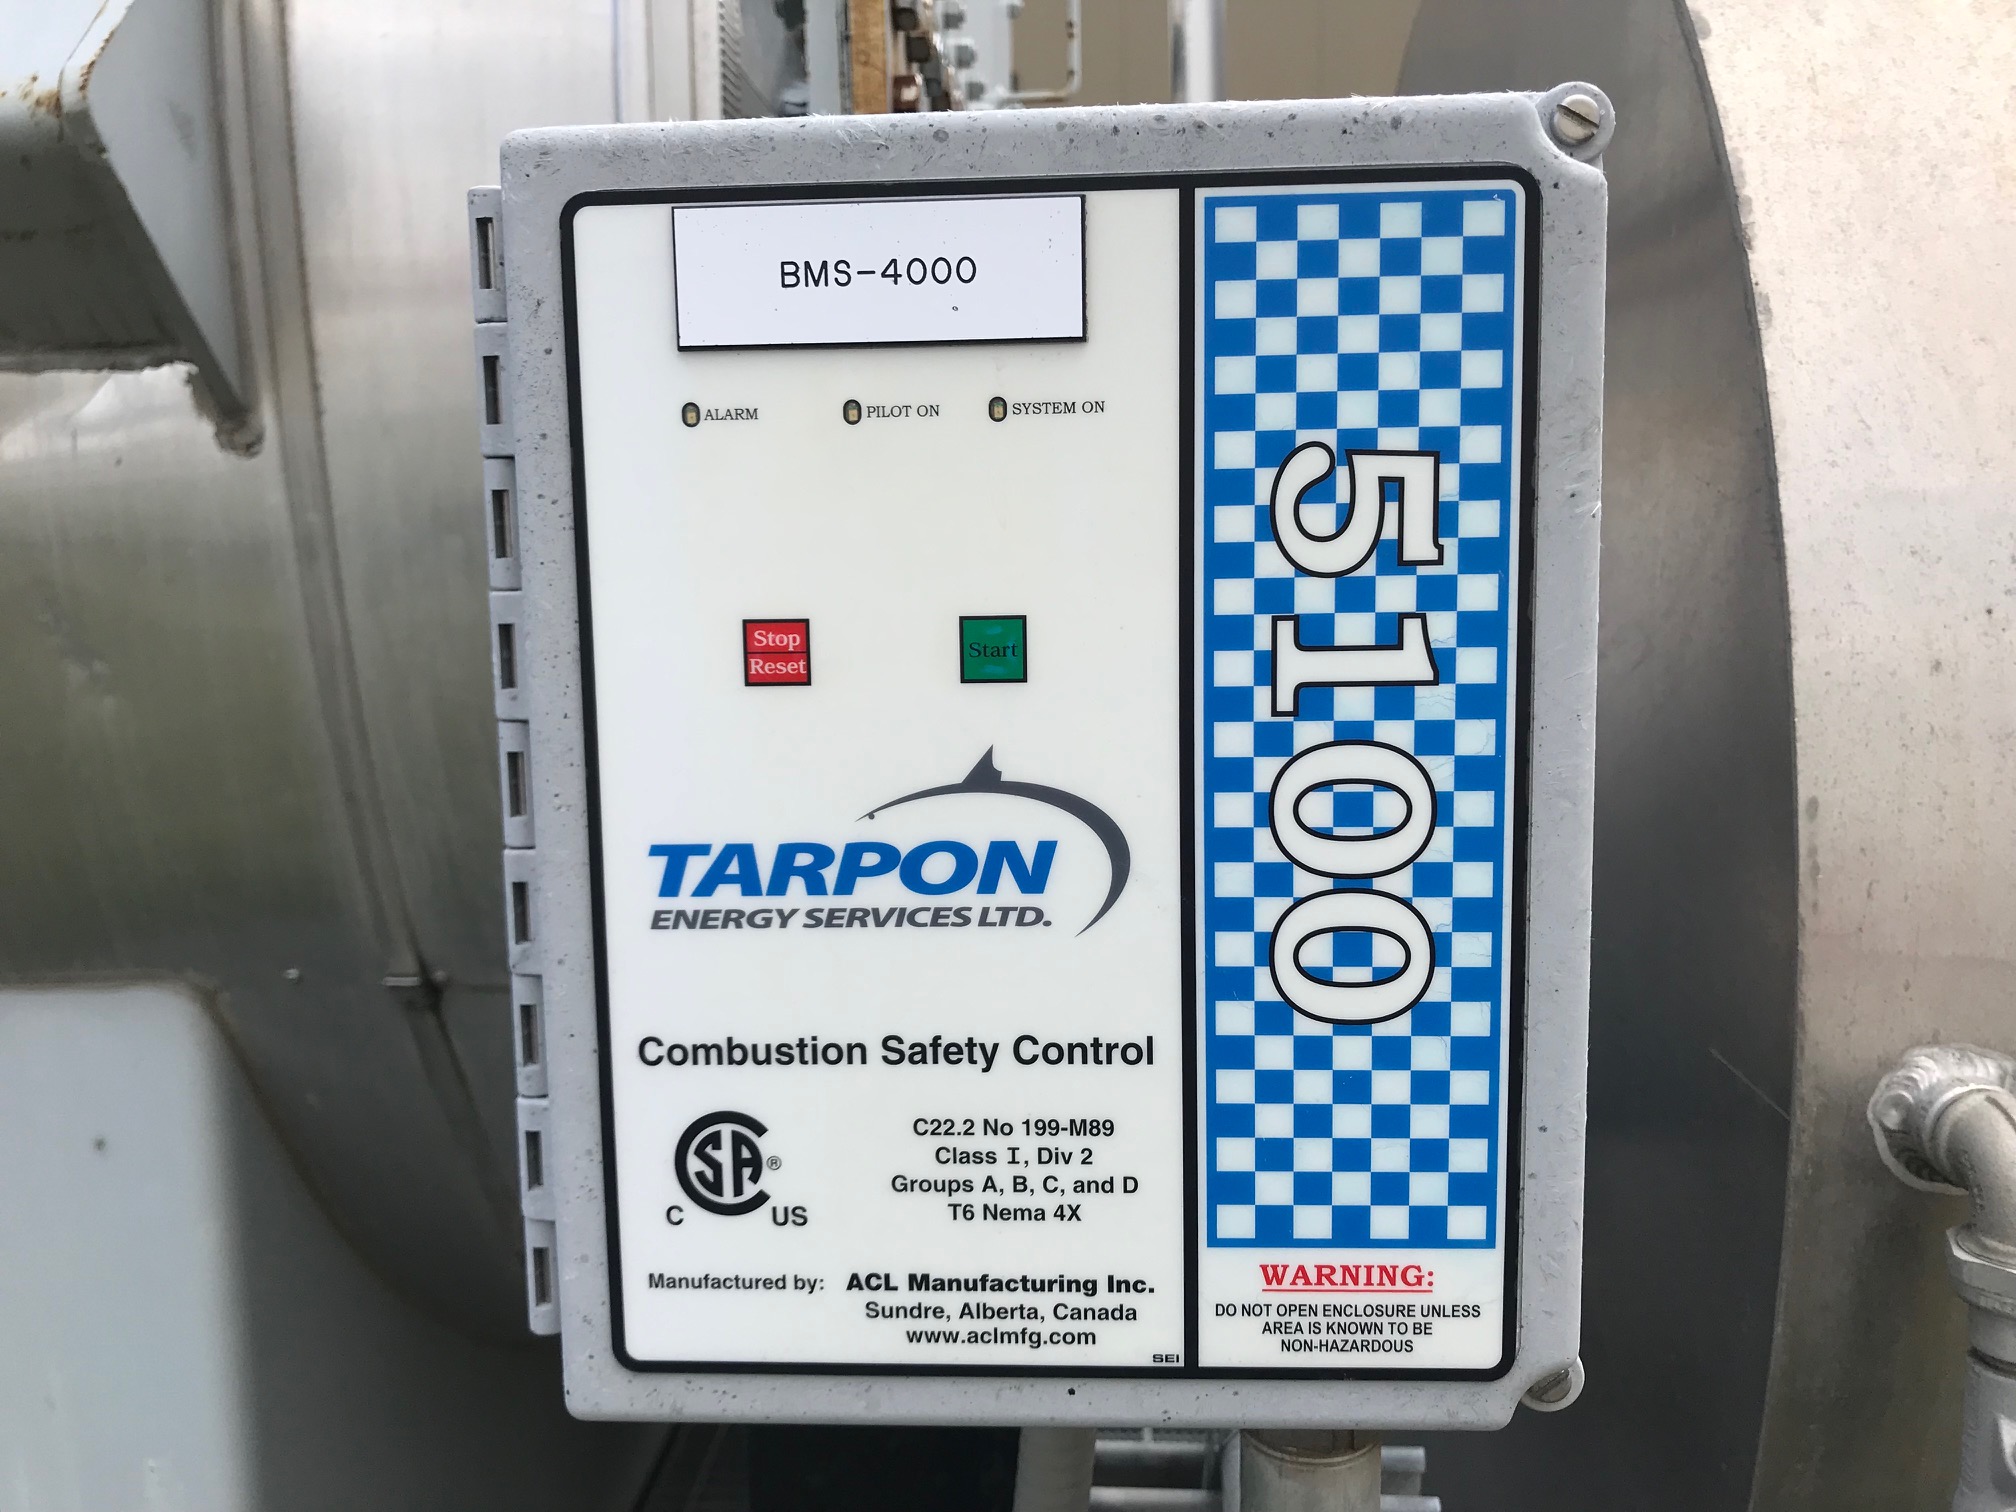 BMS-4000
ALARM
PILOT ON
SYSTEM ON
Stop
Reset
Start
TARPON
ENERGY SERVICES LTD.
Combustion Safety Control
CSA®
C US
C22.2 No 199-M89
Class I, Div 2
Groups A, B, C, and D
T6 Nema 4X
Manufactured by: ACL Manufacturing Inc.
Sundre, Alberta, Canada
www.aclmfg.com
SEI
5100
WARNING:
DO NOT OPEN ENCLOSURE UNLESS
AREA IS KNOWN TO BE
NON-HAZARDOUS